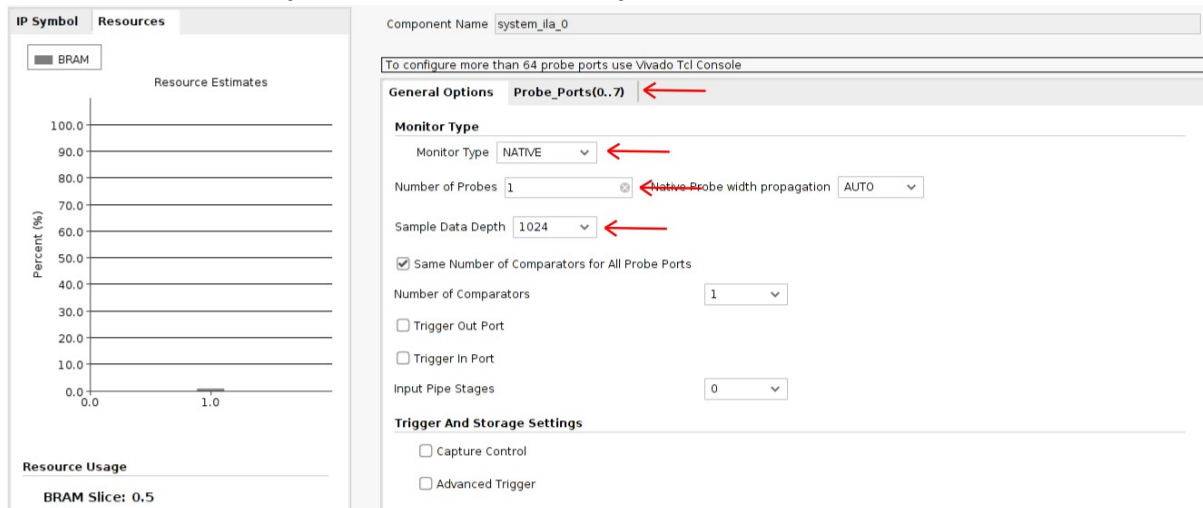 IP Symbol Resources
BRAM
Resource Estimates
Percent (%)
100.0
90.0
80.0
70.0
60.0
50.0
40.0
30.0
20.0
10.0
0.0
0.0 1.0
Resource Usage
BRAM Slice: 0.5
Component Name system_ila_0
To configure more than 64 probe ports use Vivado Tcl Console
General Options Probe_Ports(0..7)
Monitor Type
Monitor Type NATIVE
Number of Probes 1 Native Probe width propagation AUTO
Sample Data Depth 1024
Same Number of Comparators for All Probe Ports
Number of Comparators 1
Trigger Out Port
Trigger In Port
Input Pipe Stages 0
Trigger And Storage Settings
Capture Control
Advanced Trigger